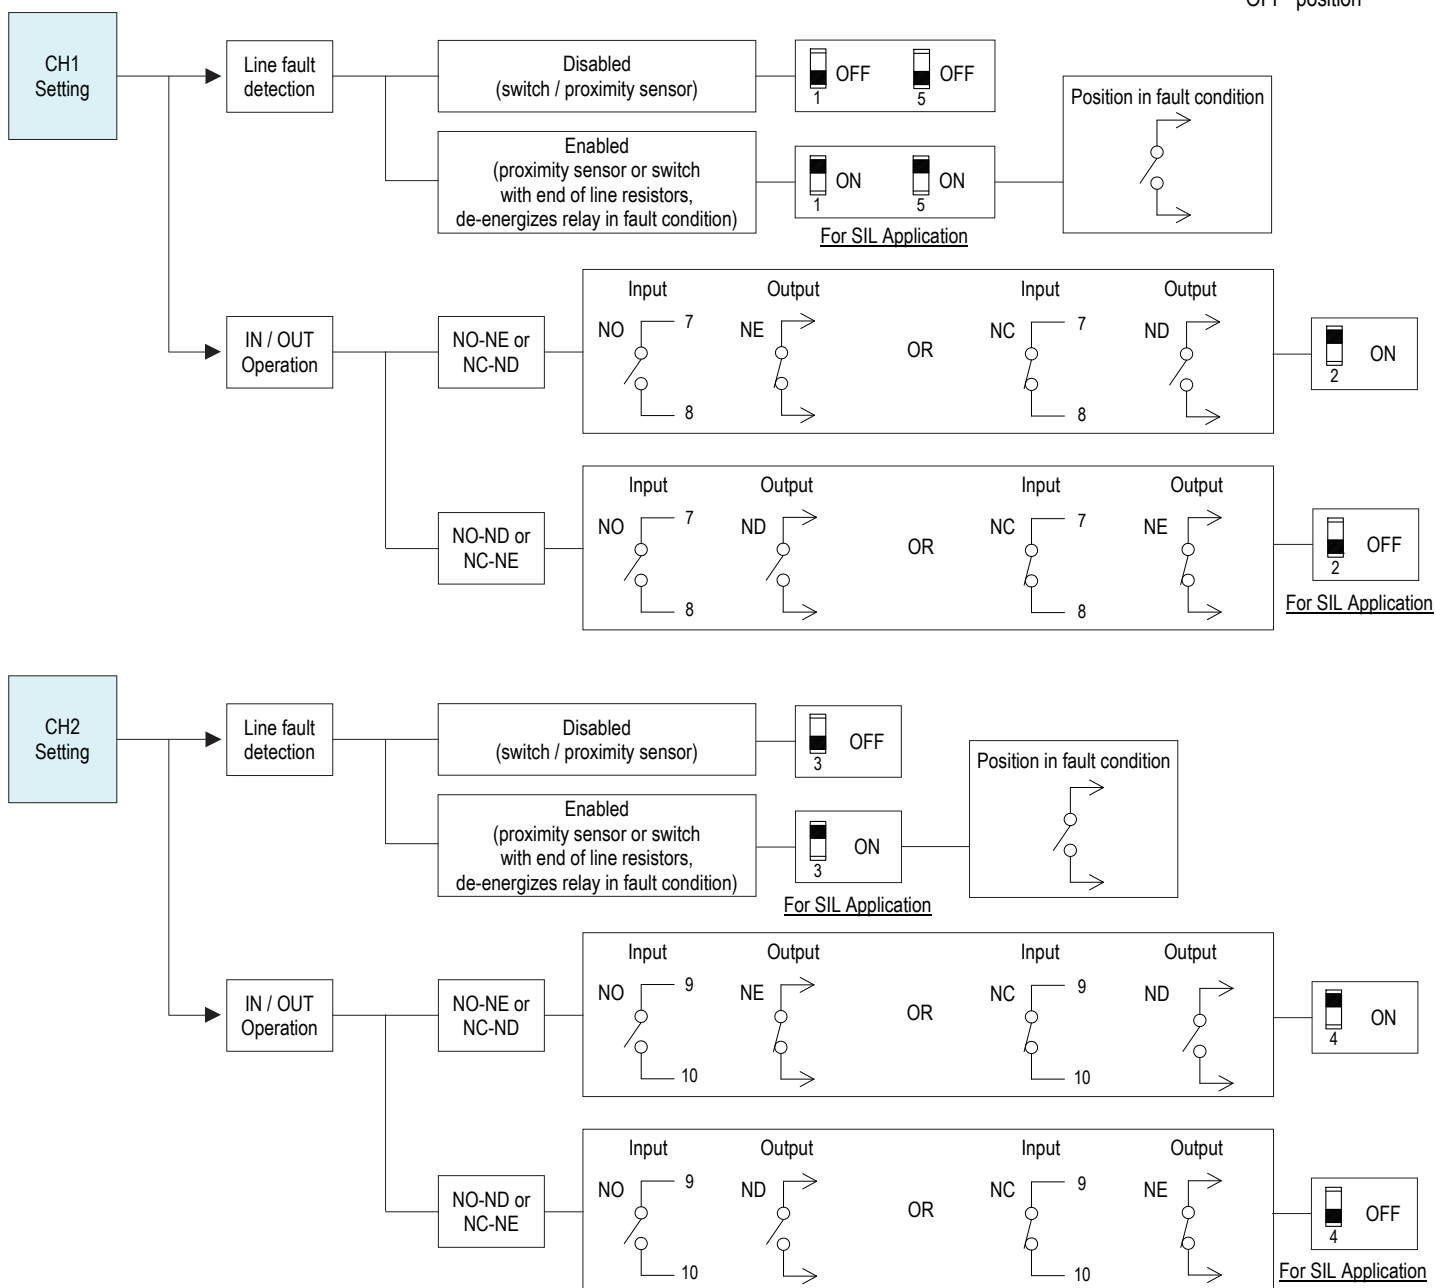 OFF" position
CH1
Setting
Line fault
detection
Disabled
(switch / proximity sensor)
OFF
OFF
1
5
Enabled
(proximity sensor or switch
with end of line resistors,
de-energizes relay in fault condition)
ON
ON
1
5
For SIL Application
Position in fault condition
IN / OUT
Operation
NO-NE or
NC-ND
Input
Output
NO
7
8
NE
OR
Input
Output
NC
7
8
ND
ON
2
NO-ND or
NC-NE
Input
Output
NO
7
8
ND
OR
Input
Output
NC
7
8
NE
OFF
2
For SIL Application
CH2
Setting
Line fault
detection
Disabled
(switch / proximity sensor)
OFF
3
Enabled
(proximity sensor or switch
with end of line resistors,
de-energizes relay in fault condition)
ON
3
For SIL Application
Position in fault condition
IN / OUT
Operation
NO-NE or
NC-ND
Input
Output
NO
9
10
NE
OR
Input
Output
NC
9
10
ND
ON
4
NO-ND or
NC-NE
Input
Output
NO
9
10
ND
OR
Input
Output
NC
9
10
NE
OFF
4
For SIL Application